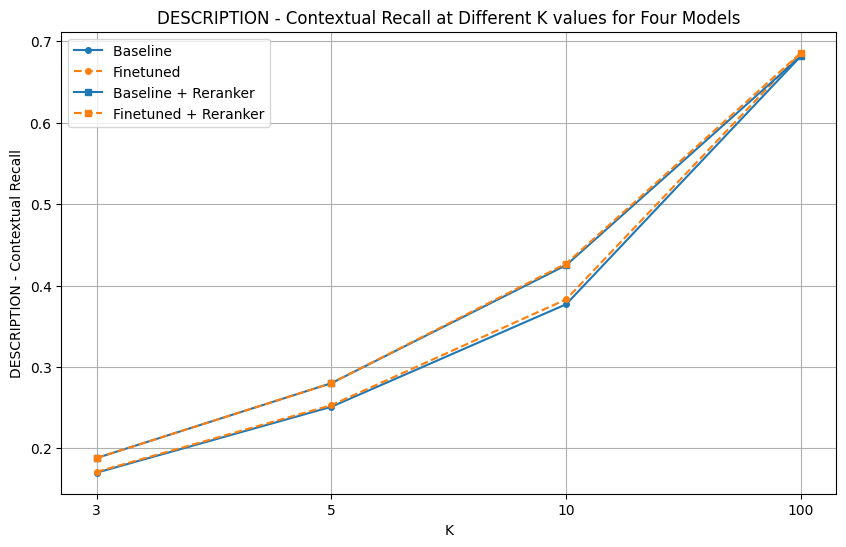 DESCRIPTION - Contextual Recall at Different K values for Four Models
Baseline
Finetuned
Baseline + Reranker
Finetuned + Reranker
DESCRIPTION - Contextual Recall
0.7
0.6
0.5
0.4
0.3
0.2
3
5
10
100
K